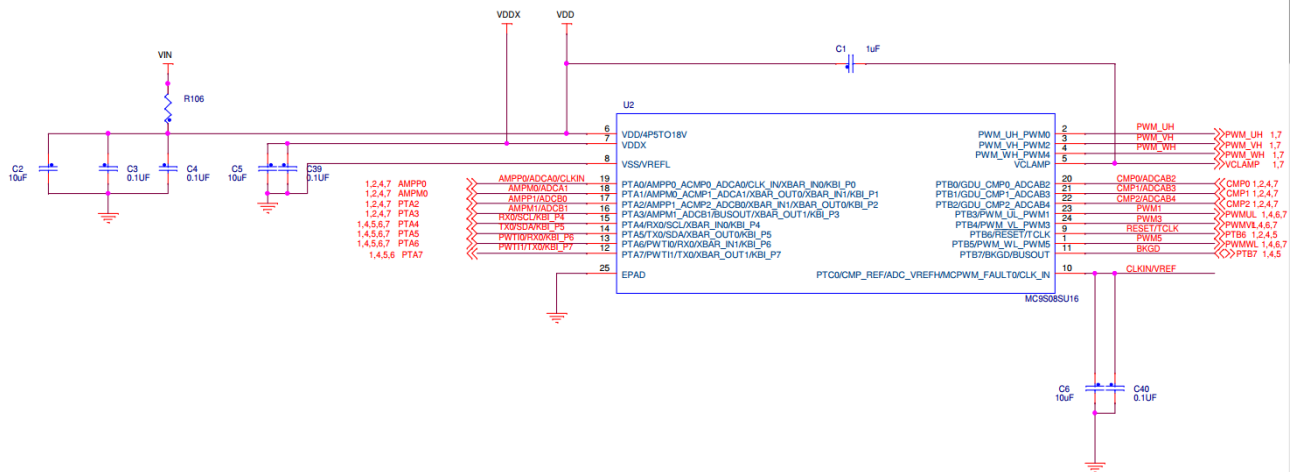 VDDX
VDD
C1
1uF
VIN
R106
U2
C2
10uF
C3
0.1UF
C4
0.1UF
C5
10uF
C39
0.1UF
6
VDD/4P5TO18V
7
VDDX
8
VSS/VREFL
1,2,4,7 AMPP0
AMPP0/ADCA0/CLKIN
19
PTA0/AMPP0_ACMP0_ADCA0/CLK_IN/XBAR_IN0/KBI_P0
1,2,4,7 AMPM0
AMPM0/ADCA1
18
PTA1/AMPM0_ACMP1_ADCA1/XBAR_OUT0/XBAR_IN1/KBI_P1
1,2,4,7 PTA2
AMPP1/ADCB0
17
PTA2/AMPP1_ACMP2_ADCB0/XBAR_IN1/XBAR_OUT0/KBI_P2
1,2,4,7 PTA3
AMPM1/ADCB1
16
PTA3/AMPM1_ADCB1/BUSOUT/XBAR_OUT1/KBI_P3
1,4,5,6,7 PTA4
RX0/SCL/KBI_P4
15
PTA4/RX0/SCL/XBAR_IN0/KBI_P4
1,4,5,6,7 PTA5
TX0/SDA/KBI_P5
14
PTA5/TX0/SDA/XBAR_OUT0/KBI_P5
1,4,5,6,7 PTA6
PWTI0/RX0/KBI_P6
13
PTA6/PWTI0/RX0/XBAR_IN1/KBI_P6
1,4,5,6 PTA7
PWTI1/TX0/KBI_P7
12
PTA7/PWTI1/TX0/XBAR_OUT1/KBI_P7
25
EPAD
PWM_UH_PWM0
2
PWM_UH
PWM_UH 1,7
PWM_VH_PWM2
3
PWM_VH
PWM_VH 1,7
PWM_WH_PWM4
4
PWM_WH
PWM_WH 1,7
VCLAMP
5
VCLAMP 1,7
PTB0/GDU_CMP0_ADCAB2
20
CMP0/ADCAB2
CMP0 1,2,4,7
PTB1/GDU_CMP1_ADCAB3
21
CMP1/ADCAB3
CMP1 1,2,4,7
PTB2/GDU_CMP2_ADCAB4
22
CMP2/ADCAB4
CMP2 1,2,4,7
PTB3/PWM_UL_PWM1
23
PWM1
PWMUL 1,4,6,7
PTB4/PWM_VL_PWM3
24
PWM3
PWMVL 1,4,6,7
PTB6/RESET/TCLK
9
RESET/TCLK
PTB6 1,2,4,5
PTB5/PWM_WL_PWM5
1
PWM5
PWMWL 1,4,6,7
PTB7/BKGD/BUSOUT
11
BKGD
PTB7 1,4,5
PTC0/CMP_REF/ADC_VREFH/MCPWM_FAULT0/CLK_IN
10
CLKIN/VREF
MC9S08SU16
C6
10uF
C40
0.1UF